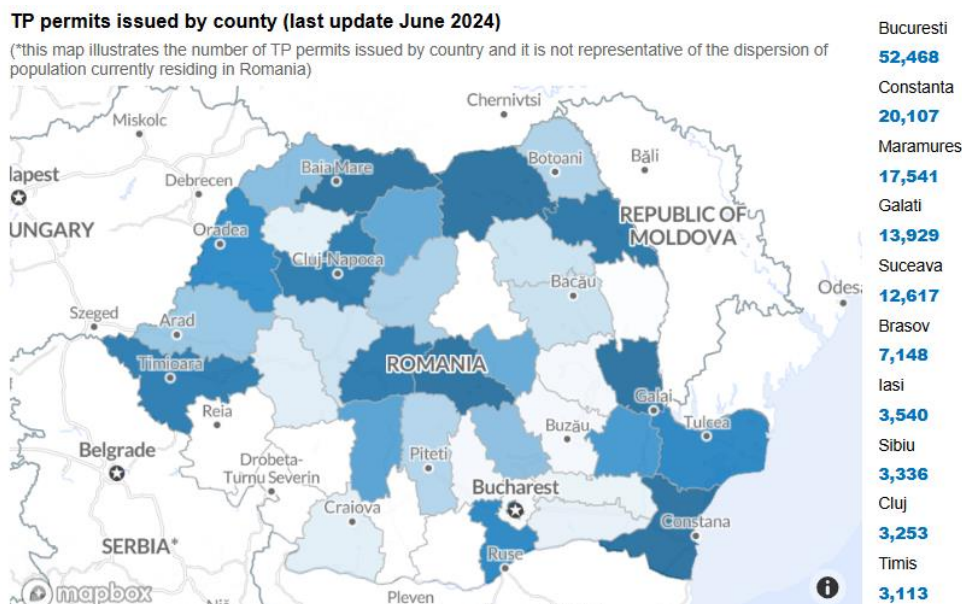 TP permits issued by county (last update June 2024)
(*this map illustrates the number of TP permits issued by country and it is not representative of the dispersion of
population currently residing in Romania)
Bucuresti
52,468
Constanta
20,107
Maramures
17,541
Galati
13,929
Suceava
12,617
Brasov
7,148
Iasi
3,540
Sibiu
3,336
Cluj
3,253
Timis
3,113
Chernivtsi
Miskolc
Botoani
Băli
Baia Mare
lapest
Debrecen
UNGARY
Oradea
REPUBLIC OF
MOLDOVA
Cluj-Napoca
Bacău
Odesa
Szeged
Arad
Timioara
ROMANIA
Galai
Reia
Tulcea
Buzău
Belgrade
Drobeta-
Turnu Severin
Piteti
Bucharest
Craiova
Constana
SERBIA*
Ruse
mapbox
Pleven